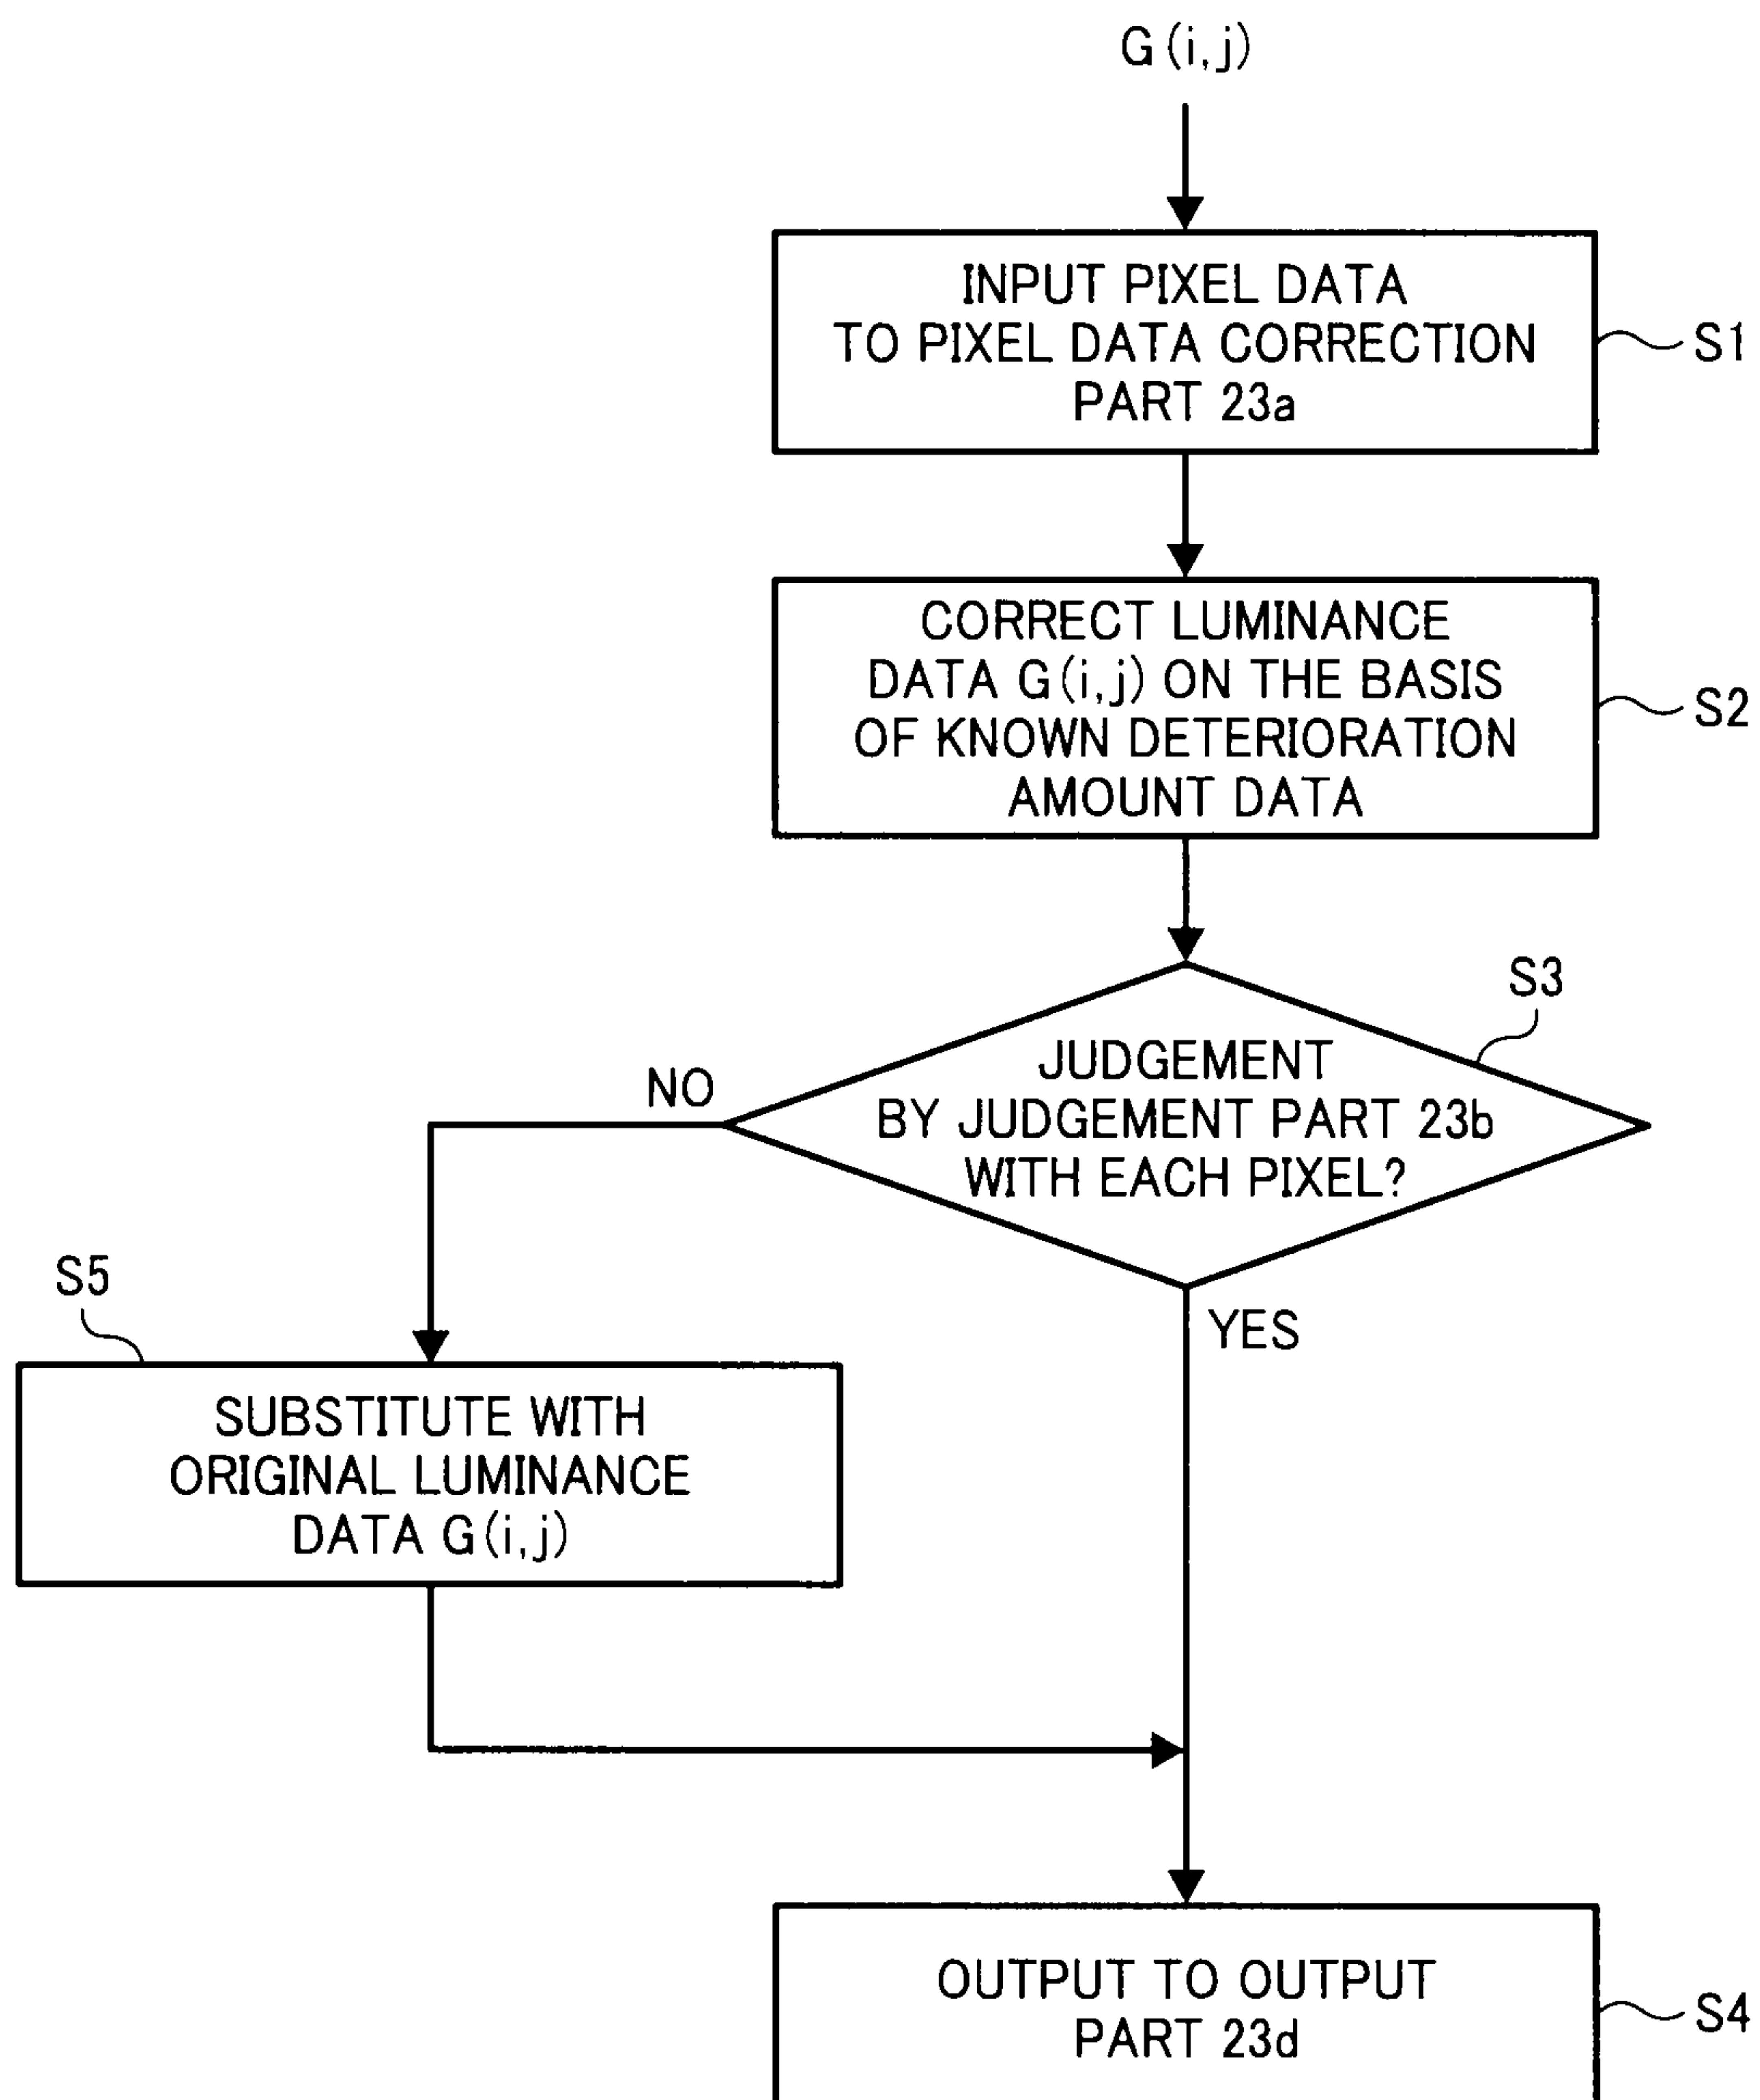 G(i,j)
INPUT PIXEL DATA
TO PIXEL DATA CORRECTION
PART 23a
S1
CORRECT LUMINANCE
DATA G(i,j) ON THE BASIS
OF KNOWN DETERIORATION
AMOUNT DATA
S2
S3
JUDGEMENT
BY JUDGEMENT PART 23b
WITH EACH PIXEL?
NO
YES
S5
SUBSTITUTE WITH
ORIGINAL LUMINANCE
DATA G(i,j)
OUTPUT TO OUTPUT
PART 23d
S4